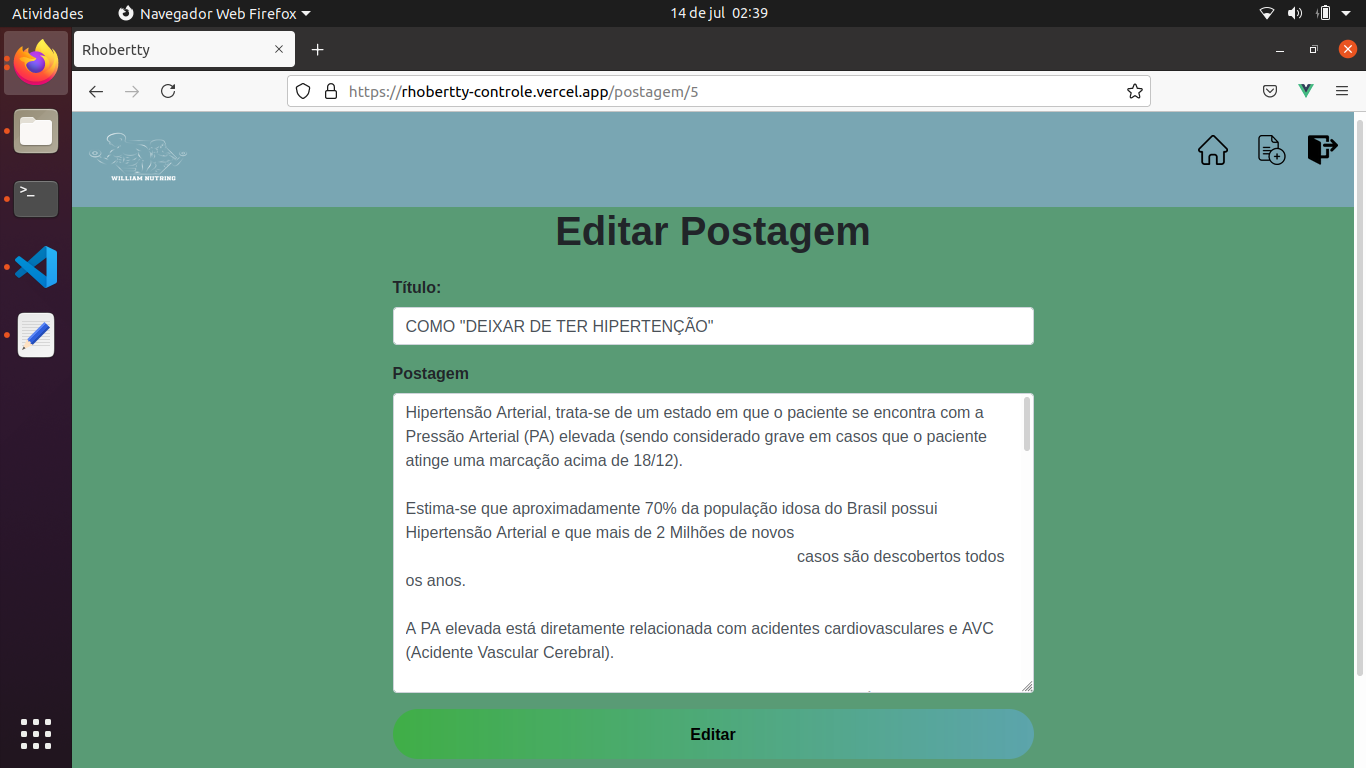 Atividades
Navegador Web Firefox
14 de jul 02:39
Rhobertty
https://rhobertty-controle.vercel.app/postagem/5
WILLIAM NUTHING
Editar Postagem
Título:
COMO "DEIXAR DE TER HIPERTENÇÃO"
Postagem
Hipertensão Arterial, trata-se de um estado em que o paciente se encontra com a
Pressão Arterial (PA) elevada (sendo considerado grave em casos que o paciente
atinge uma marcação acima de 18/12).
Estima-se que aproximadamente 70% da população idosa do Brasil possui
Hipertensão Arterial e que mais de 2 Milhões de novos
casos são descobertos todos
os anos.
A PA elevada está diretamente relacionada com acidentes cardiovasculares e AVC
(Acidente Vascular Cerebral).
Editar